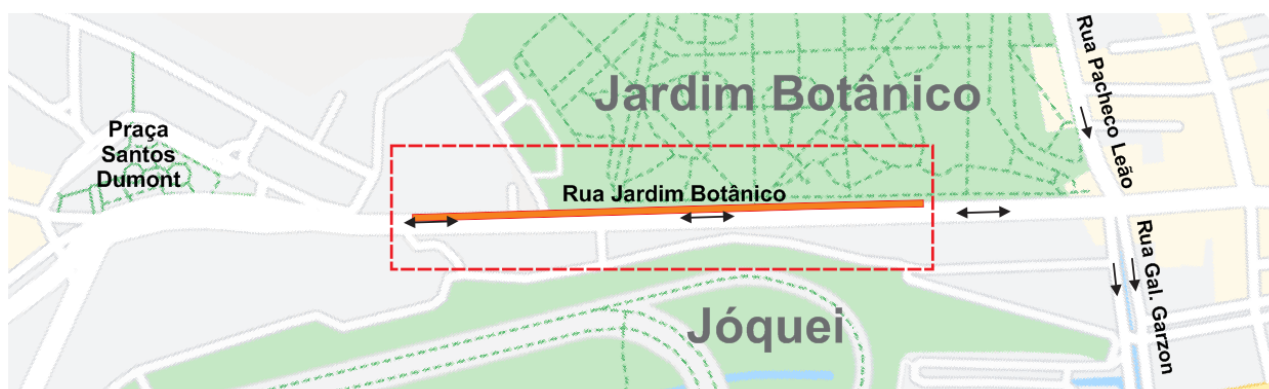 Jardim Botânico
Rua Pacheco Leão
Praça
Santos
Dumont
Rua Jardim Botânico
Rua Gal. Garzon
Jóquei